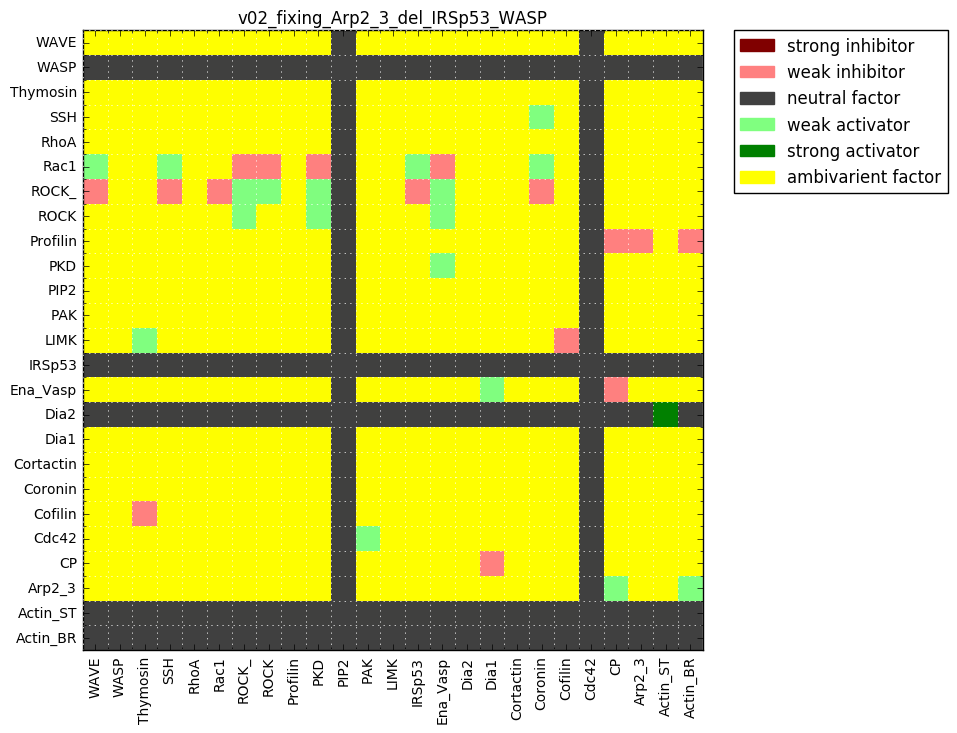 v02_fixing_Arp2_3_del_IRSp53_WASP
strong inhibitor
weak inhibitor
neutral factor
weak activator
strong activator
ambivarient factor
WAVE
WASP
Thymosin
SSH
RhoA
Rac1
ROCK_
ROCK
Profilin
PKD
PIP2
PAK
LIMK
IRSp53
Ena_Vasp
Dia2
Dia1
Cortactin
Coronin
Cofilin
Cdc42
CP
Arp2_3
Actin_ST
Actin_BR
WAVE
WASP
Thymosin
SSH
RhoA
Rac1
ROCK_
ROCK
Profilin
PKD
PIP2
PAK
LIMK
IRSp53
Ena_Vasp
Dia2
Dia1
Cortactin
Coronin
Cofilin
Cdc42
CP
Arp2_3
Actin_ST
Actin_BR